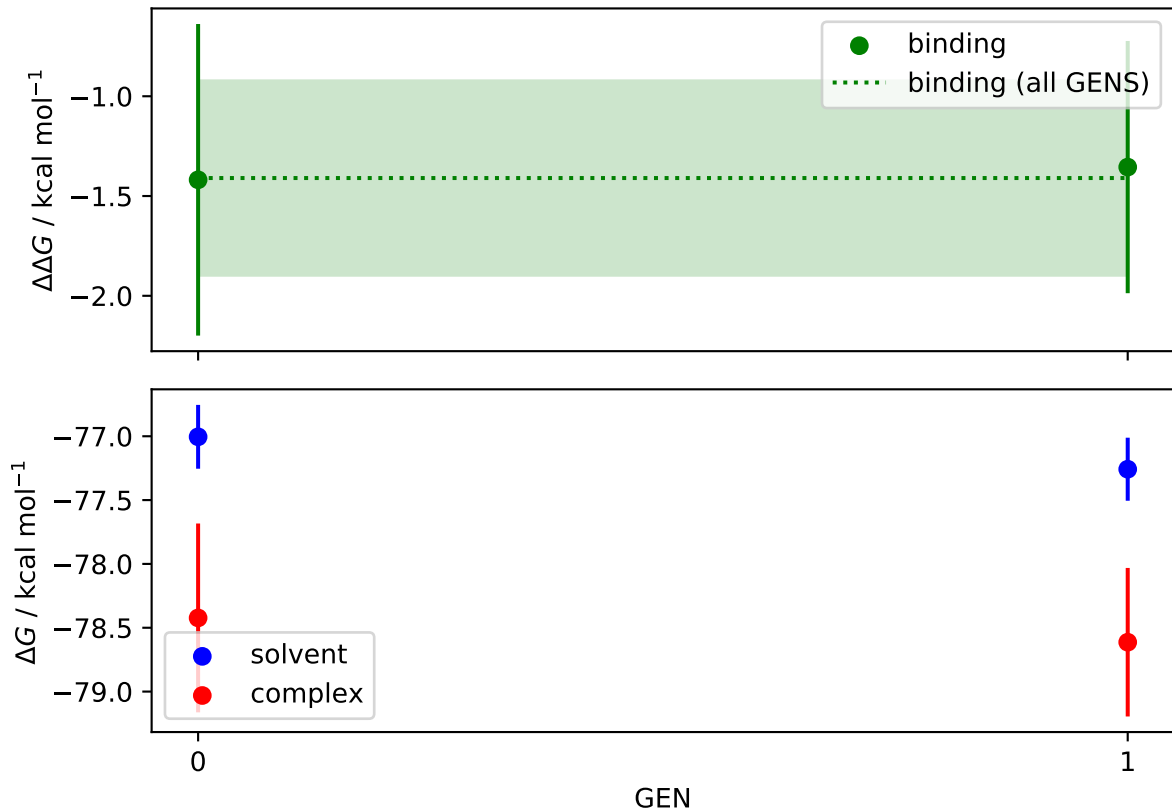 binding
binding (all GENS)
−1.0
−1.5
−2.0
ΔΔG / kcal mol⁻¹
−77.0
−77.5
−78.0
−78.5
−79.0
ΔG / kcal mol⁻¹
solvent
complex
0 1
GEN